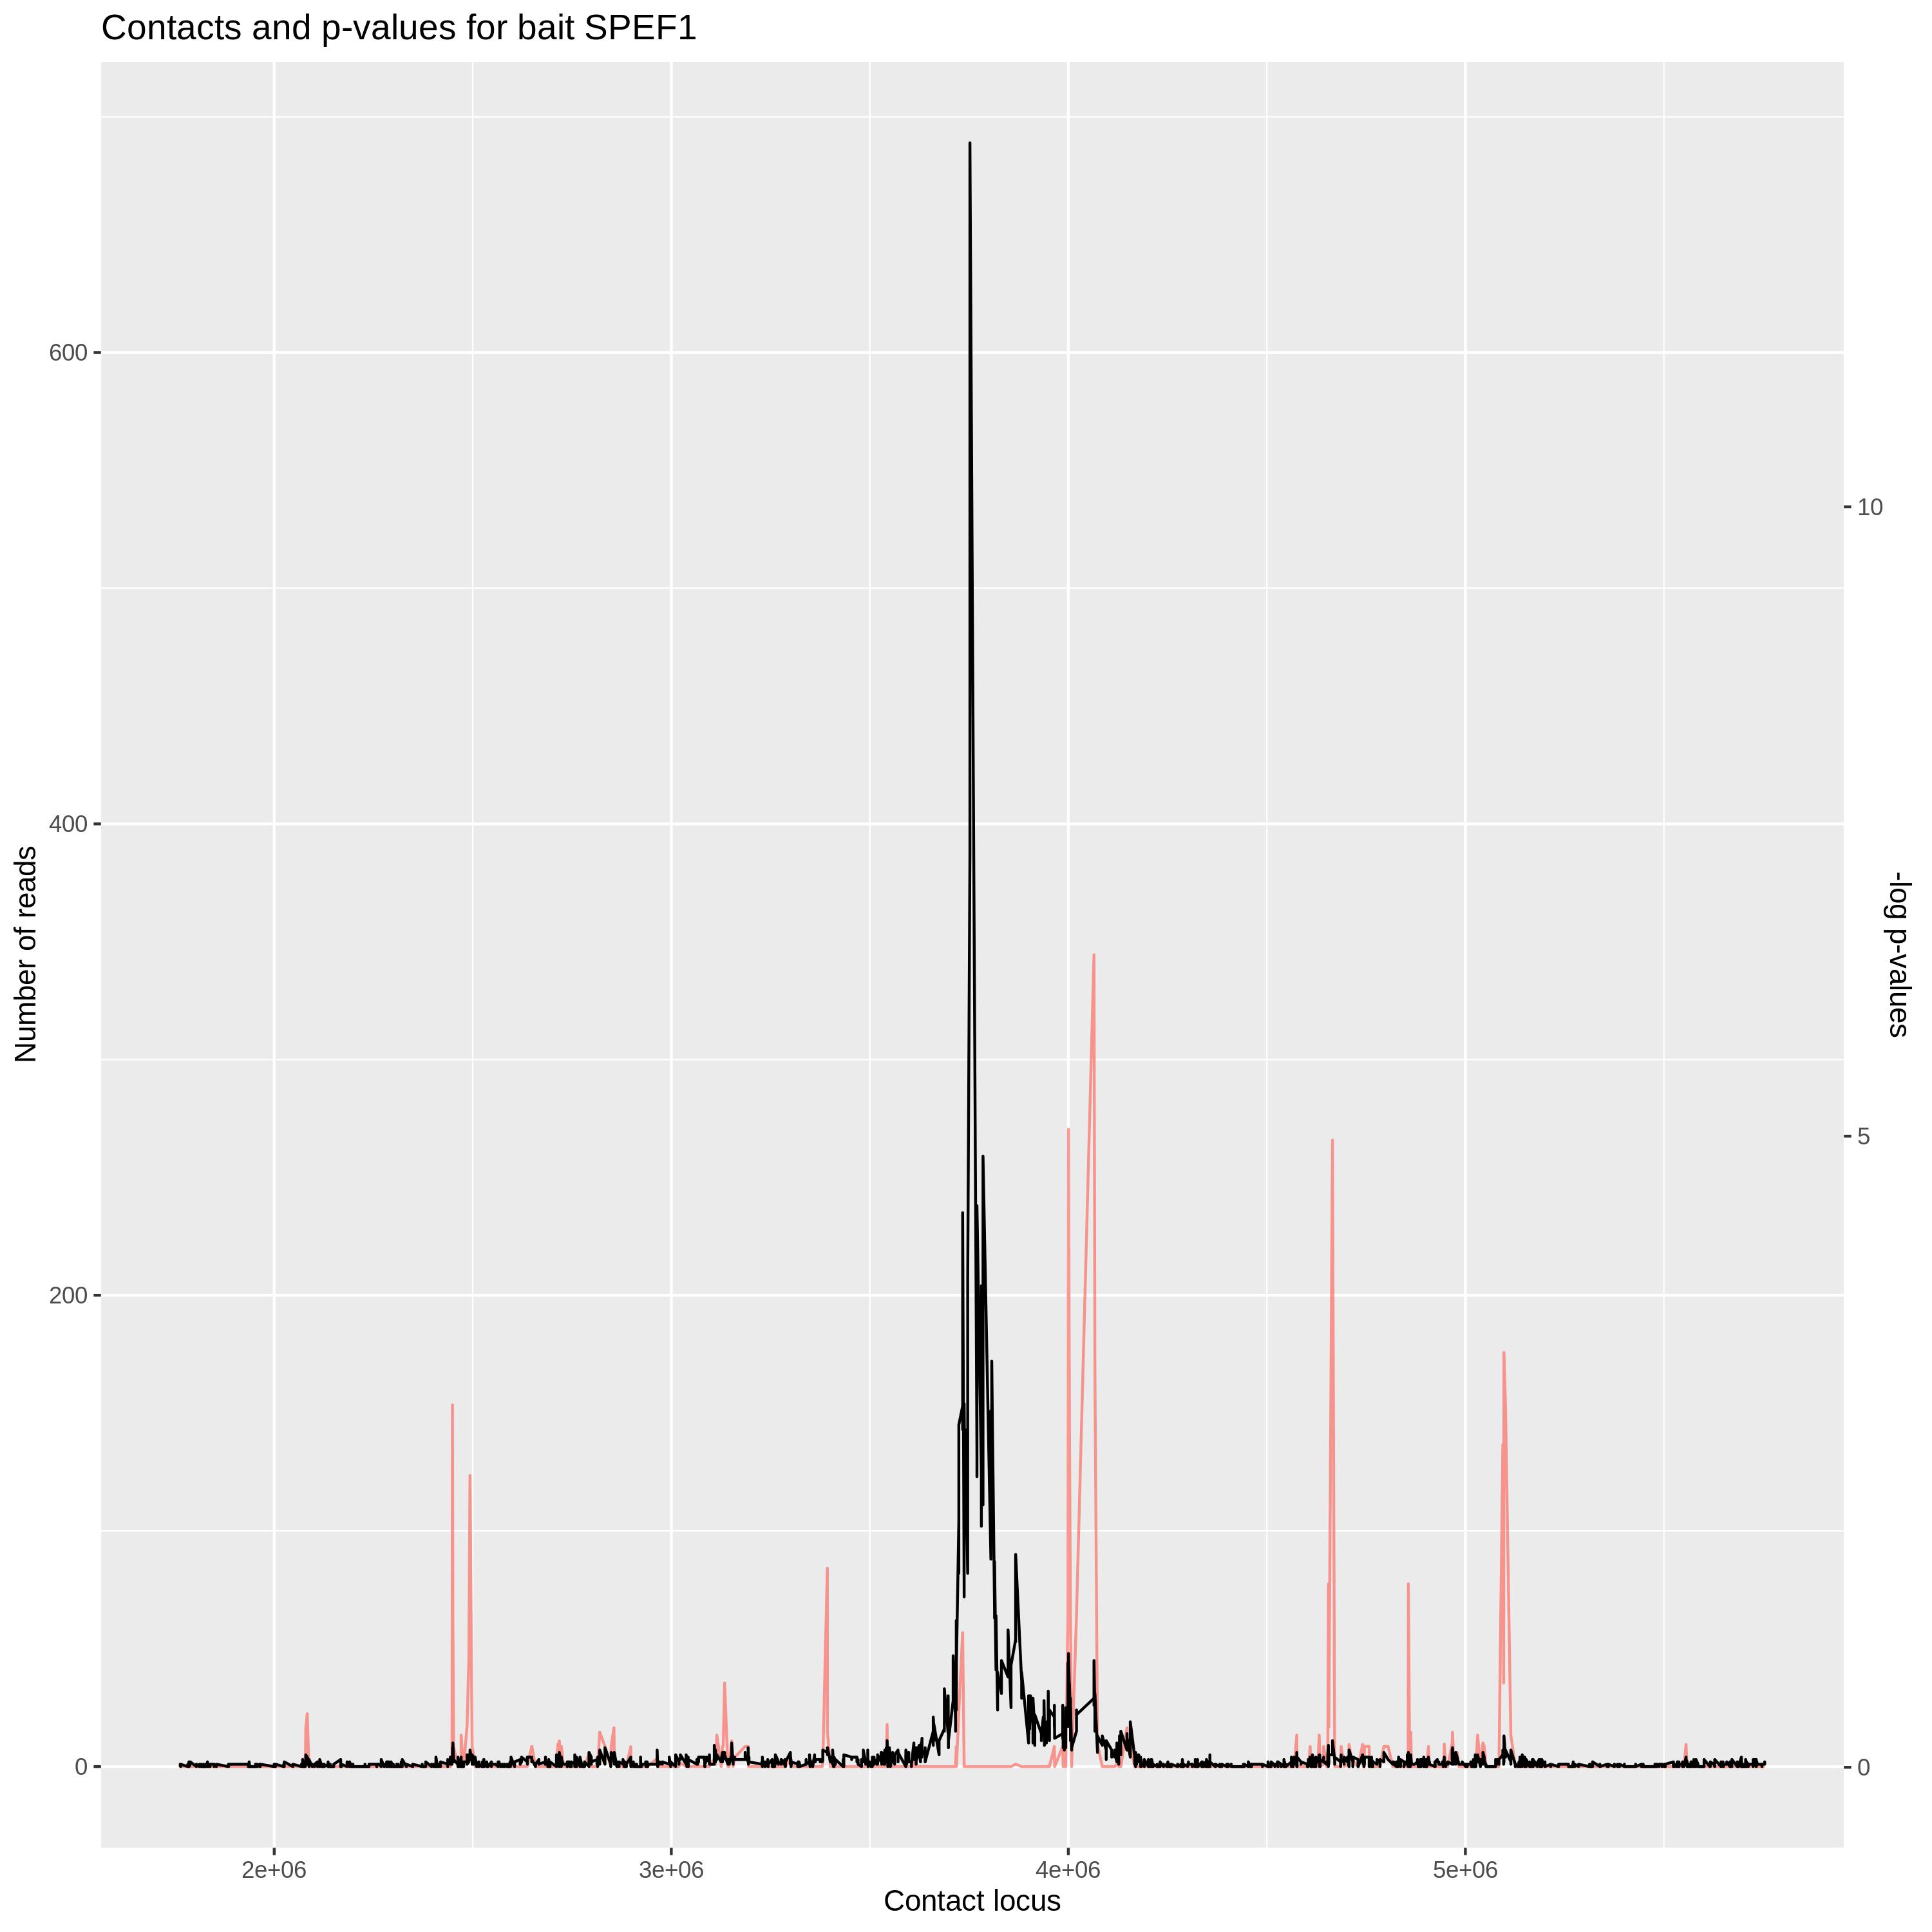 Contacts and p-values for bait SPEF1
Number of reads
600
400
200
0
10
5
0
-log p-values
2e+06
3e+06
4e+06
5e+06
Contact locus